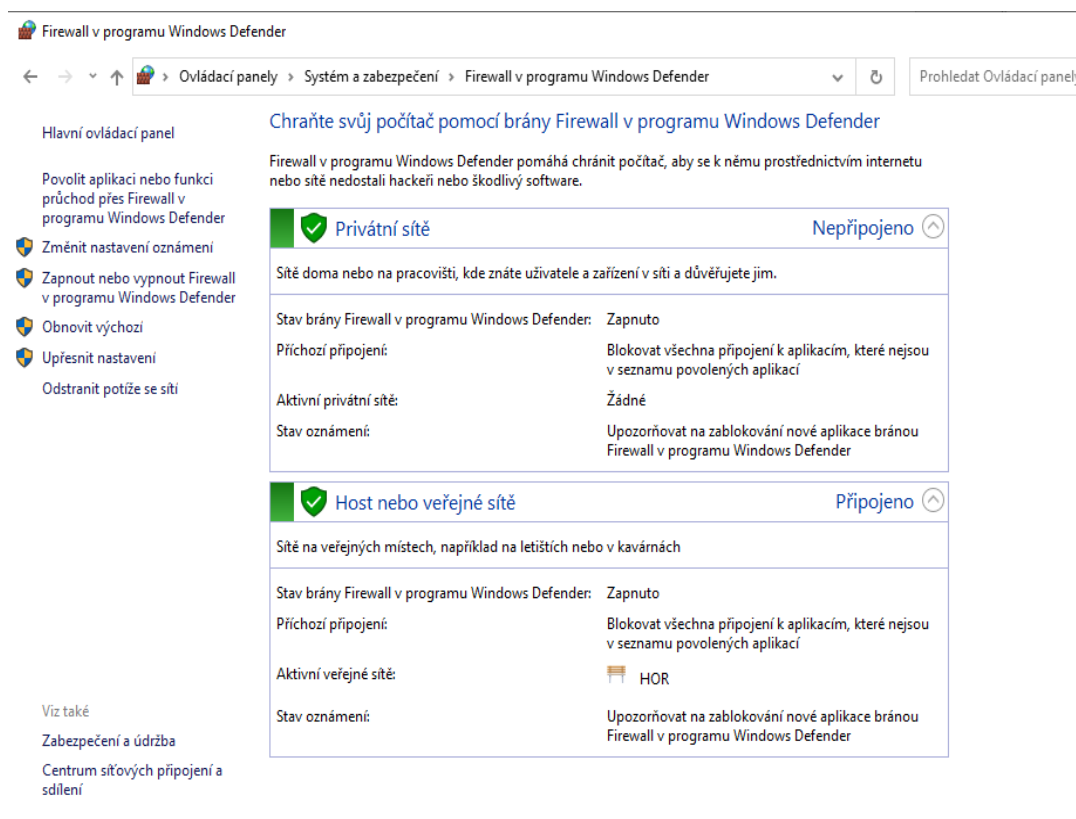 Firewall v programu Windows Defender
Ovládací panely > Systém a zabezpečení > Firewall v programu Windows Defender
Prohledat Ovládací panely
Hlavní ovládací panel
Povolit aplikaci nebo funkci
průchod přes Firewall v
programu Windows Defender
Změnit nastavení oznámení
Zapnout nebo vypnout Firewall
v programu Windows Defender
Obnovit výchozí
Upřesnit nastavení
Odstranit potíže se sítí
Chraňte svůj počítač pomocí brány Firewall v programu Windows Defender
Firewall v programu Windows Defender pomáhá chránit počítač, aby se k němu prostřednictvím internetu
nebo sítě nedostali hackeři nebo škodlivý software.
Privátní sítě Nepřipojeno
Sítě doma nebo na pracovišti, kde znáte uživatele a zařízení v síti a důvěřujete jim.
Stav brány Firewall v programu Windows Defender: Zapnuto
Příchozí připojení: Blokovat všechna připojení k aplikacím, které nejsou
v seznamu povolených aplikací
Aktivní privátní sítě: Žádné
Stav oznámení: Upozorňovat na zablokování nové aplikace bránou
Firewall v programu Windows Defender
Host nebo veřejné sítě Připojeno
Sítě na veřejných místech, například na letištích nebo v kavárnách
Stav brány Firewall v programu Windows Defender: Zapnuto
Příchozí připojení: Blokovat všechna připojení k aplikacím, které nejsou
v seznamu povolených aplikací
Aktivní veřejné sítě: HOR
Stav oznámení: Upozorňovat na zablokování nové aplikace bránou
Firewall v programu Windows Defender
Viz také
Zabezpečení a údržba
Centrum síťových připojení a
sdílení